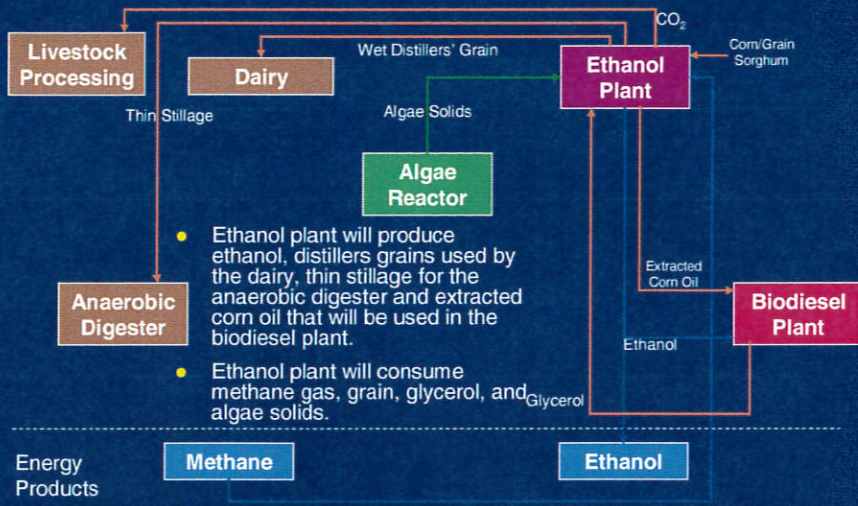 CO₂
Livestock
Processing
Dairy
Wet Distillers' Grain
Ethanol
Plant
Corn/Grain
Sorghum
Thin Stillage
Algae Solids
Algae
Reactor
• Ethanol plant will produce
ethanol, distillers grains used by
the dairy, thin stillage for the
anaerobic digester and extracted
corn oil that will be used in the
biodiesel plant.
Anaerobic
Digester
Extracted
Corn Oil
Biodiesel
Plant
Ethanol
• Ethanol plant will consume
methane gas, grain, glycerol, and
algae solids.
Glycerol
Energy
Products
Methane
Ethanol